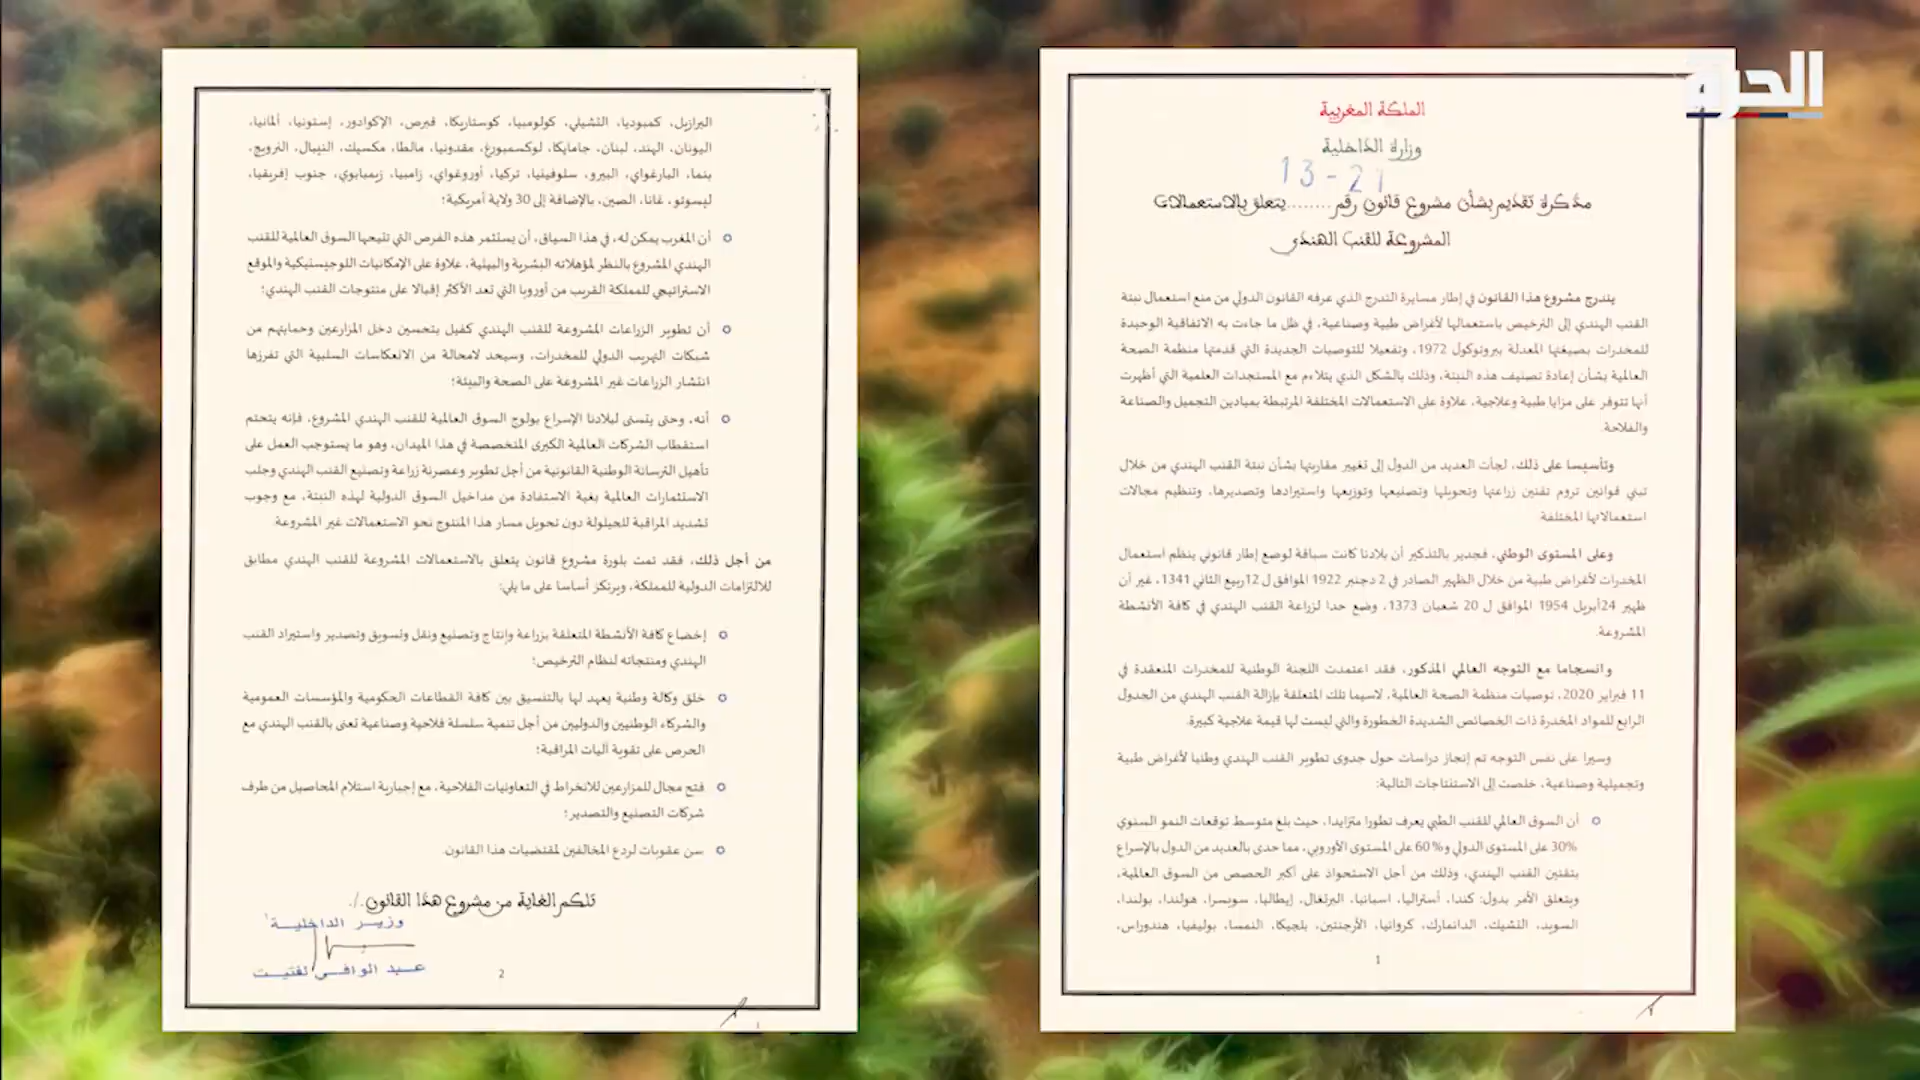 الحرة
المملكة المغربية
وزارة الداخلية
13-21
مذكرة تقديم بشأن مشروع قانون رقم........يتعلق بالاستعمالات
المشروعة للقنب الهندي
يندرج مشروع هذا القانون في إطار مسايرة التدرج الذي عرفه القانون الدولي من منع استعمال نبتة
القنب الهندي إلى الترخيص باستعمالها لأغراض طبية وصناعية، في ظل ما جاءت به الاتفاقية الوحيدة
للمخدرات بصيغتها المعدلة ببروتوكول 1972، وتفعيلا للتوصيات الجديدة التي قدمتها منظمة الصحة
العالمية بشأن إعادة تصنيف هذه النبتة، وذلك بالشكل الذي يتلاءم مع المستجدات العلمية التي أظهرت
أنها تتوفر على مزايا طبية وعلاجية، علاوة على الاستعمالات المختلفة المرتبطة بميادين التجميل والصناعة
والفلاحة.
وتأسيسا على ذلك، لجأت العديد من الدول إلى تغيير مقاربتها بشأن نبتة القنب الهندي من خلال
تبني قوانين تروم تقنين زراعتها وتحويلها وتصنيعها وتوزيعها واستيرادها وتصديرها، وتنظيم مجالات
استعمالاتها المختلفة.
وعلى المستوى الوطني، فجدير بالتذكير أن بلادنا كانت سباقة لوضع إطار قانوني ينظم استعمال
المخدرات لأغراض طبية من خلال الظهير الصادر في 2 دجنبر 1922 الموافق ل 12ربيع الثاني 1341، غير أن
ظهير 24أبريل 1954 الموافق ل 20 شعبان 1373، وضع حدا لزراعة القنب الهندي في كافة الأنشطة
المشروعة.
وانسجاما مع التوجه العالمي المذكور، فقد اعتمدت اللجنة الوطنية للمخدرات المنعقدة في
11 فبراير 2020، توصيات منظمة الصحة العالمية، لاسيما تلك المتعلقة بإزالة القنب الهندي من الجدول
الرابع للمواد المخدرة ذات الخصائص الشديدة الخطورة والتي ليست لها قيمة علاجية كبيرة.
وسيرا على نفس التوجه تم إنجاز دراسات حول جدوى تطوير القنب الهندي وطنيا لأغراض طبية
وتجميلية وصناعية، خلصت إلى الاستنتاجات التالية:
أن السوق العالمي للقنب الطبي يعرف تطورا متزايدا، حيث بلغ متوسط توقعات النمو السنوي
30% على المستوى الدولي و60% على المستوى الأوروبي، مما حدى بالعديد من الدول بالإسراع
بتقنين القنب الهندي، وذلك من أجل الاستحواذ على أكبر الحصص من السوق العالمية،
ويتعلق الأمر بدول: كندا، أستراليا، اسبانيا، البرتغال، إيطاليا، سويسرا، هولندا، بولندا،
السويد، التشيك، الدانمارك، كرواتيا، الأرجنتين، بلجيكا، النمسا، بوليفيا، هندوراس،
1
البرازيل، كمبوديا، التشيلي، كولومبيا، كوستاريكا، قبرص، الإكوادور، إستونيا، ألمانيا،
اليونان، الهند، لبنان، جامايكا، لوكسمبورغ، مقدونيا، مالطا، مكسيك، النيبال، النرويج،
بنما، البارغواي، البيرو، سلوفينيا، تركيا، أوروغواي، زامبيا، زيمبابوي، جنوب إفريقيا،
ليسوتو، غانا، الصين، بالإضافة إلى 30 ولاية أمريكية؛
أن المغرب يمكن له، في هذا السياق، أن يستثمر هذه الفرص التي تتيحها السوق العالمية للقنب
الهندي المشروع بالنظر لمؤهلاته البشرية والبيئية، علاوة على الإمكانيات اللوجيستيكية والموقع
الاستراتيجي للمملكة القريب من أوروبا التي تعد الأكثر إقبالا على منتوجات القنب الهندي؛
أن تطوير الزراعات المشروعة للقنب الهندي كفيل بتحسين دخل المزارعين وحمايتهم من
شبكات التهريب الدولي للمخدرات، وسيحد لامحالة من الانعكاسات السلبية التي تفرزها
انتشار الزراعات غير المشروعة على الصحة والبيئة؛
أنه، وحتى يتسنى لبلادنا الإسراع بولوج السوق العالمية للقنب الهندي المشروع، فإنه يتحتم
استقطاب الشركات العالمية الكبرى المتخصصة في هذا الميدان، وهو ما يستوجب العمل على
تأهيل الترسانة الوطنية القانونية من أجل تطوير وعصرنة زراعة وتصنيع القنب الهندي وجلب
الاستثمارات العالمية بغية الاستفادة من مداخيل السوق الدولية لهذه النبتة، مع وجوب
تشديد المراقبة للحيلولة دون تحويل مسار هذا المنتوج نحو الاستعمالات غير المشروعة.
من أجل ذلك، فقد تمت بلورة مشروع قانون يتعلق بالاستعمالات المشروعة للقنب الهندي مطابق
للالتزامات الدولية للمملكة، ويرتكز أساسا على ما يلي:
إخضاع كافة الأنشطة المتعلقة بزراعة وإنتاج وتصنيع ونقل وتسويق وتصدير واستيراد القنب
الهندي ومنتجاته لنظام الترخيص؛
خلق وكالة وطنية يعهد لها بالتنسيق بين كافة القطاعات الحكومية والمؤسسات العمومية
والشركاء الوطنيين والدوليين من أجل تنمية سلسلة فلاحية وصناعية تعنى بالقنب الهندي مع
الحرص على تقوية آليات المراقبة؛
فتح مجال للمزارعين للانخراط في التعاونيات الفلاحية، مع إجبارية استلام المحاصيل من طرف
شركات التصنيع والتصدير؛
سن عقوبات لردع المخالفين لمقتضيات هذا القانون.
تلكم الغاية من مشروع هذا القانون./.
وزير الداخلية
عبد الوافي لفتيت
2